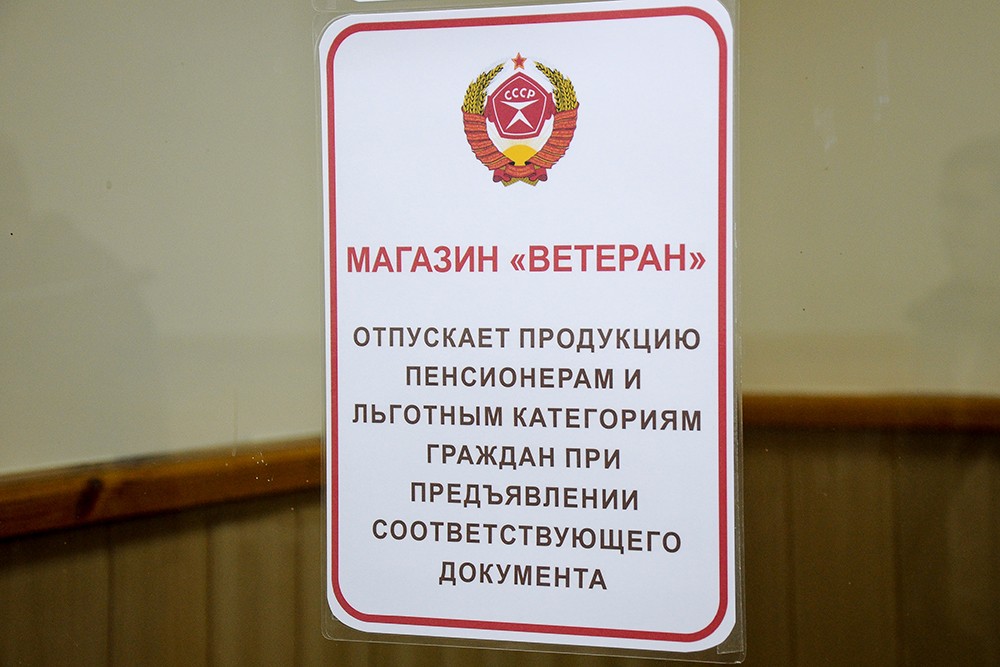 СССР
МАГАЗИН «ВЕТЕРАН»
ОТПУСКАЕТ ПРОДУКЦИЮ
ПЕНСИОНЕРАМ И
ЛЬГОТНЫМ КАТЕГОРИЯМ
ГРАЖДАН ПРИ
ПРЕДЪЯВЛЕНИИ
СООТВЕТСТВУЮЩЕГО
ДОКУМЕНТА